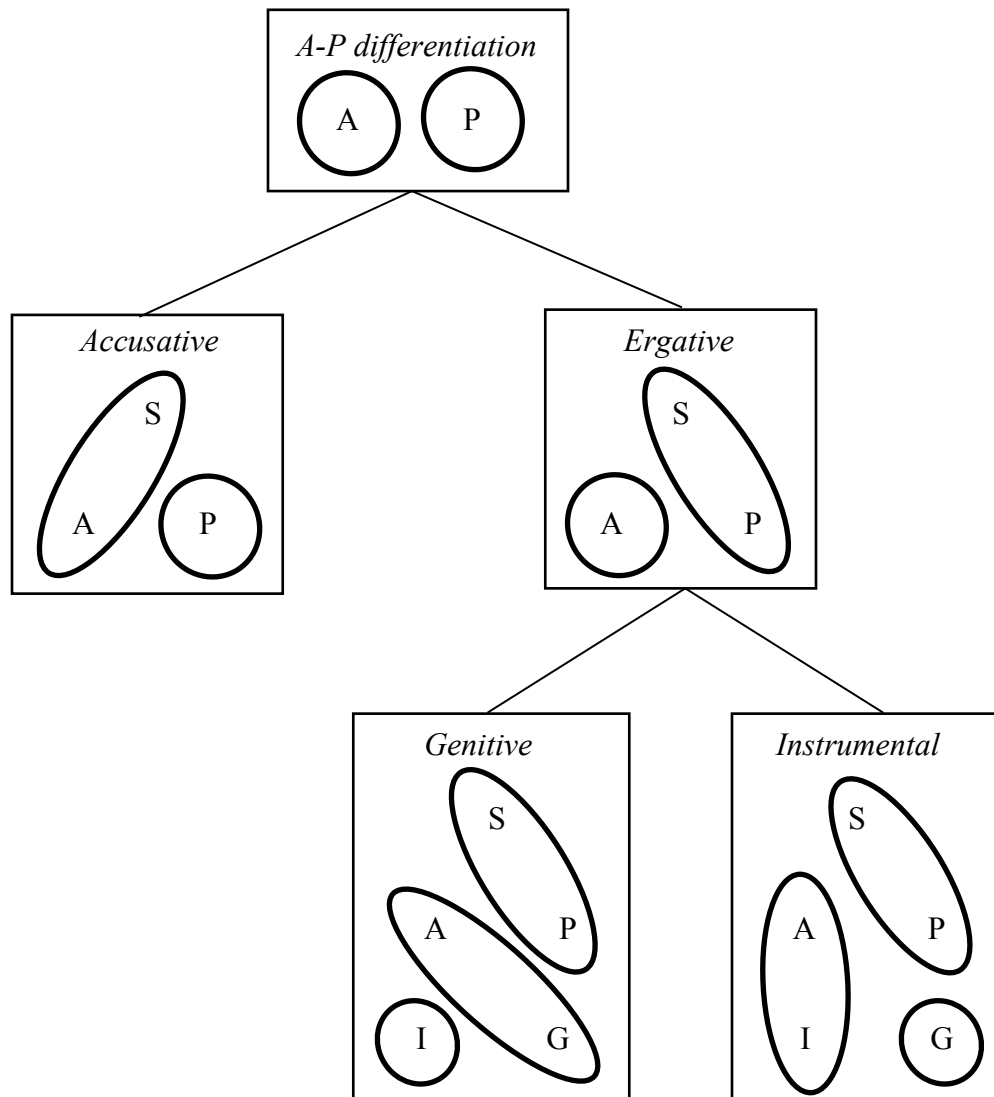 A-P differentiation
A P
Accusative
S
A P
Ergative
S
A P
Genitive
S
A P
I G
Instrumental
S
A P
I G